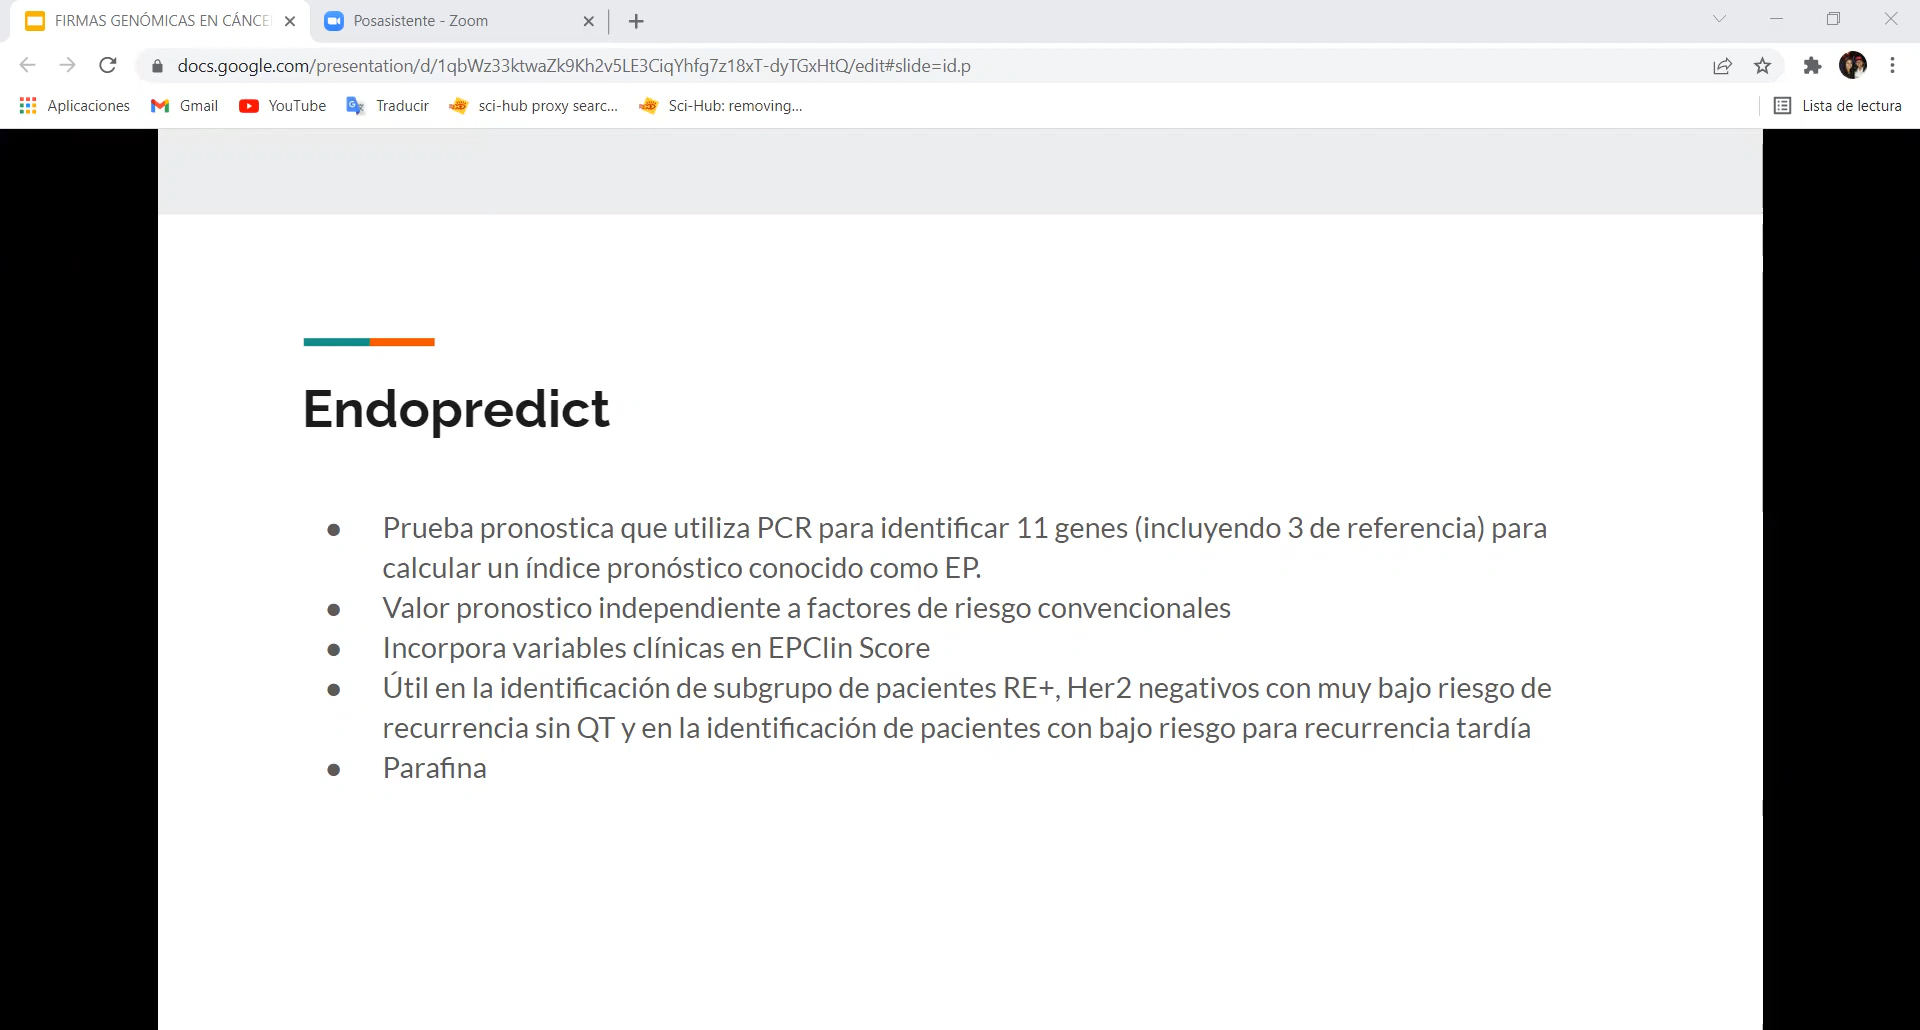 FIRMAS GENÓMICAS EN CÁNCE
Posasistente - Zoom
docs.google.com/presentation/d/1qbWz33ktwaZk9Kh2v5LE3CiqYhfg7z18xT-dyTGxHtQ/edit#slide=id.p
Aplicaciones
Gmail
YouTube
Traducir
sci-hub proxy searc...
Sci-Hub: removing...
Lista de lectura
Endopredict
● Prueba pronostica que utiliza PCR para identificar 11 genes (incluyendo 3 de referencia) para
calcular un índice pronóstico conocido como EP.
● Valor pronostico independiente a factores de riesgo convencionales
● Incorpora variables clínicas en EPClin Score
● Útil en la identificación de subgrupo de pacientes RE+, Her2 negativos con muy bajo riesgo de
recurrencia sin QT y en la identificación de pacientes con bajo riesgo para recurrencia tardía
● Parafina